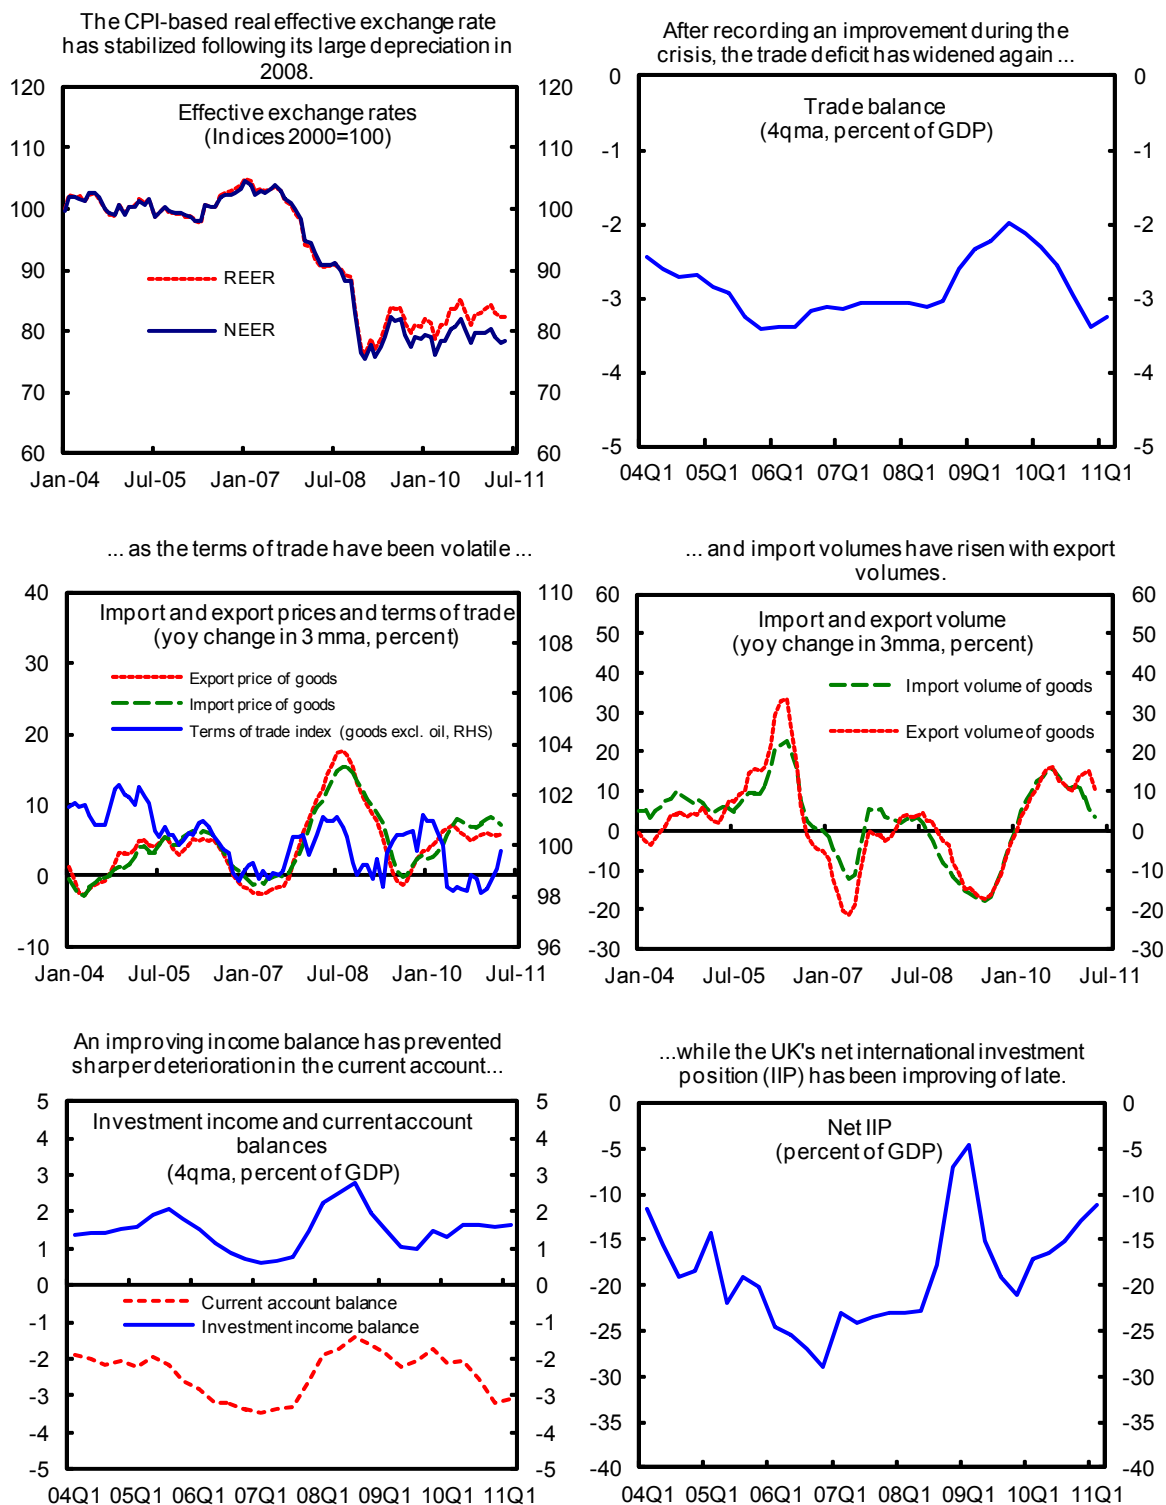 The CPI-based real effective exchange rate
has stabilized following its large depreciation in
2008.
120
110
100
90
80
70
60
Effective exchange rates
(Indices 2000=100)
REER
NEER
120
110
100
90
80
70
60
Jan-04 Jul-05 Jan-07 Jul-08 Jan-10 Jul-11
After recording an improvement during the
crisis, the trade deficit has widened again ...
0
-1
-2
-3
-4
-5
Trade balance
(4qma, percent of GDP)
0
-1
-2
-3
-4
-5
04Q1 05Q1 06Q1 07Q1 08Q1 09Q1 10Q1 11Q1
... as the terms of trade have been volatile ...
40
30
20
10
0
-10
Import and export prices and terms of trade
(yoy change in 3 mma, percent)
Export price of goods
Import price of goods
Terms of trade index (goods excl. oil, RHS)
110
108
106
104
102
100
98
96
Jan-04 Jul-05 Jan-07 Jul-08 Jan-10 Jul-11
... and import volumes have risen with export
volumes.
60
50
40
30
20
10
0
-10
-20
-30
Import and export volume
(yoy change in 3mma, percent)
Import volume of goods
Export volume of goods
60
50
40
30
20
10
0
-10
-20
-30
Jan-04 Jul-05 Jan-07 Jul-08 Jan-10 Jul-11
An improving income balance has prevented
sharper deterioration in the current account...
5
4
3
2
1
0
-1
-2
-3
-4
-5
Investment income and current account
balances
(4qma, percent of GDP)
Current account balance
Investment income balance
5
4
3
2
1
0
-1
-2
-3
-4
-5
04Q1 05Q1 06Q1 07Q1 08Q1 09Q1 10Q1 11Q1
...while the UK's net international investment
position (IIP) has been improving of late.
0
-5
-10
-15
-20
-25
-30
-35
-40
Net IIP
(percent of GDP)
0
-5
-10
-15
-20
-25
-30
-35
-40
04Q1 05Q1 06Q1 07Q1 08Q1 09Q1 10Q1 11Q1